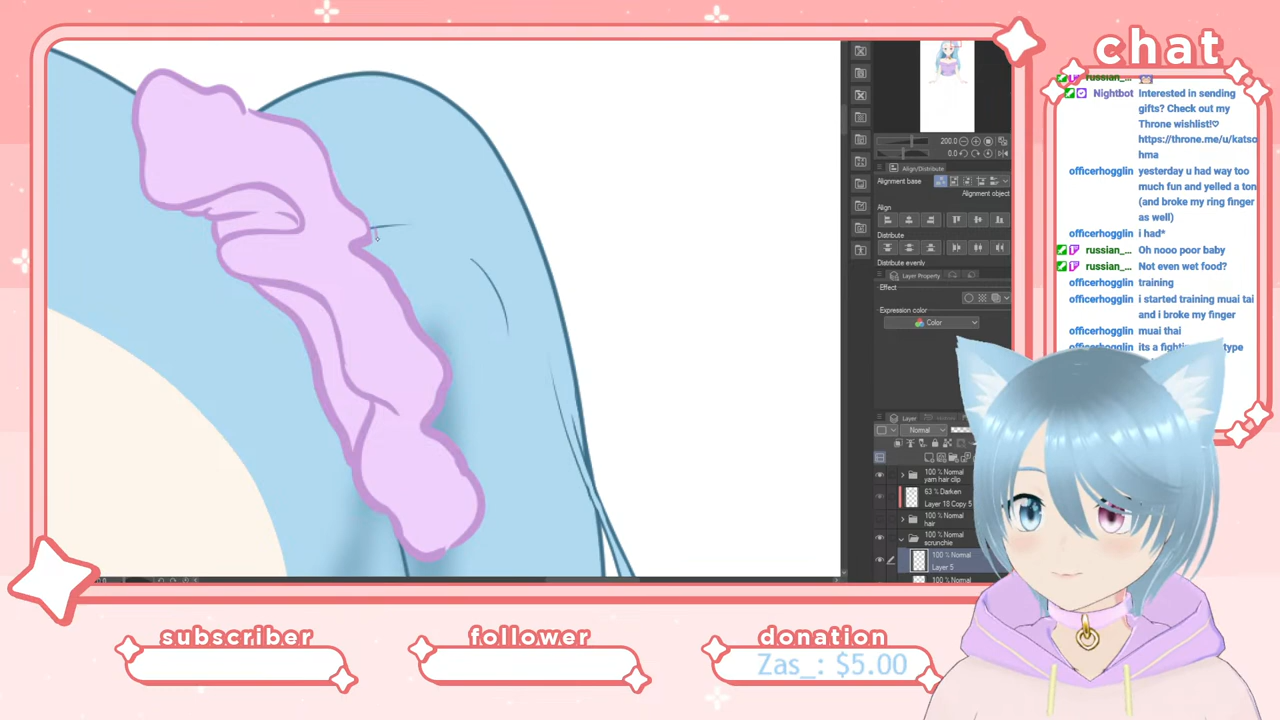 chat
russian_...
Nightbot Interested in sending
gifts? Check out my
Throne wishlist!♡
https://throne.me/u/katso
hma
officerhogglin yesterday u had way too
much fun and yelled a ton
(and broke my ring finger
as well)
officerhogglin i had*
russian_... Oh nooo poor baby
russian_... Not even wet food?
officerhogglin training
officerhogglin i started training muai tai
and i broke my finger
officerhogglin muai thai
officerhogglin its a fighting type
200.0
0.0
Align/Distribute
Alignment base
Alignment object
Align
Distribute
Distribute evenly
Layer Property
Effect
Expression color
Color
Layer
Normal
100 % Normal
yarn hair clip
63 % Darken
Layer 18 Copy 5
100 % Normal
hair
100 % Normal
scrunchie
100 % Normal
Layer 5
100 % Normal
subscriber
follower
donation
Zas_: $5.00